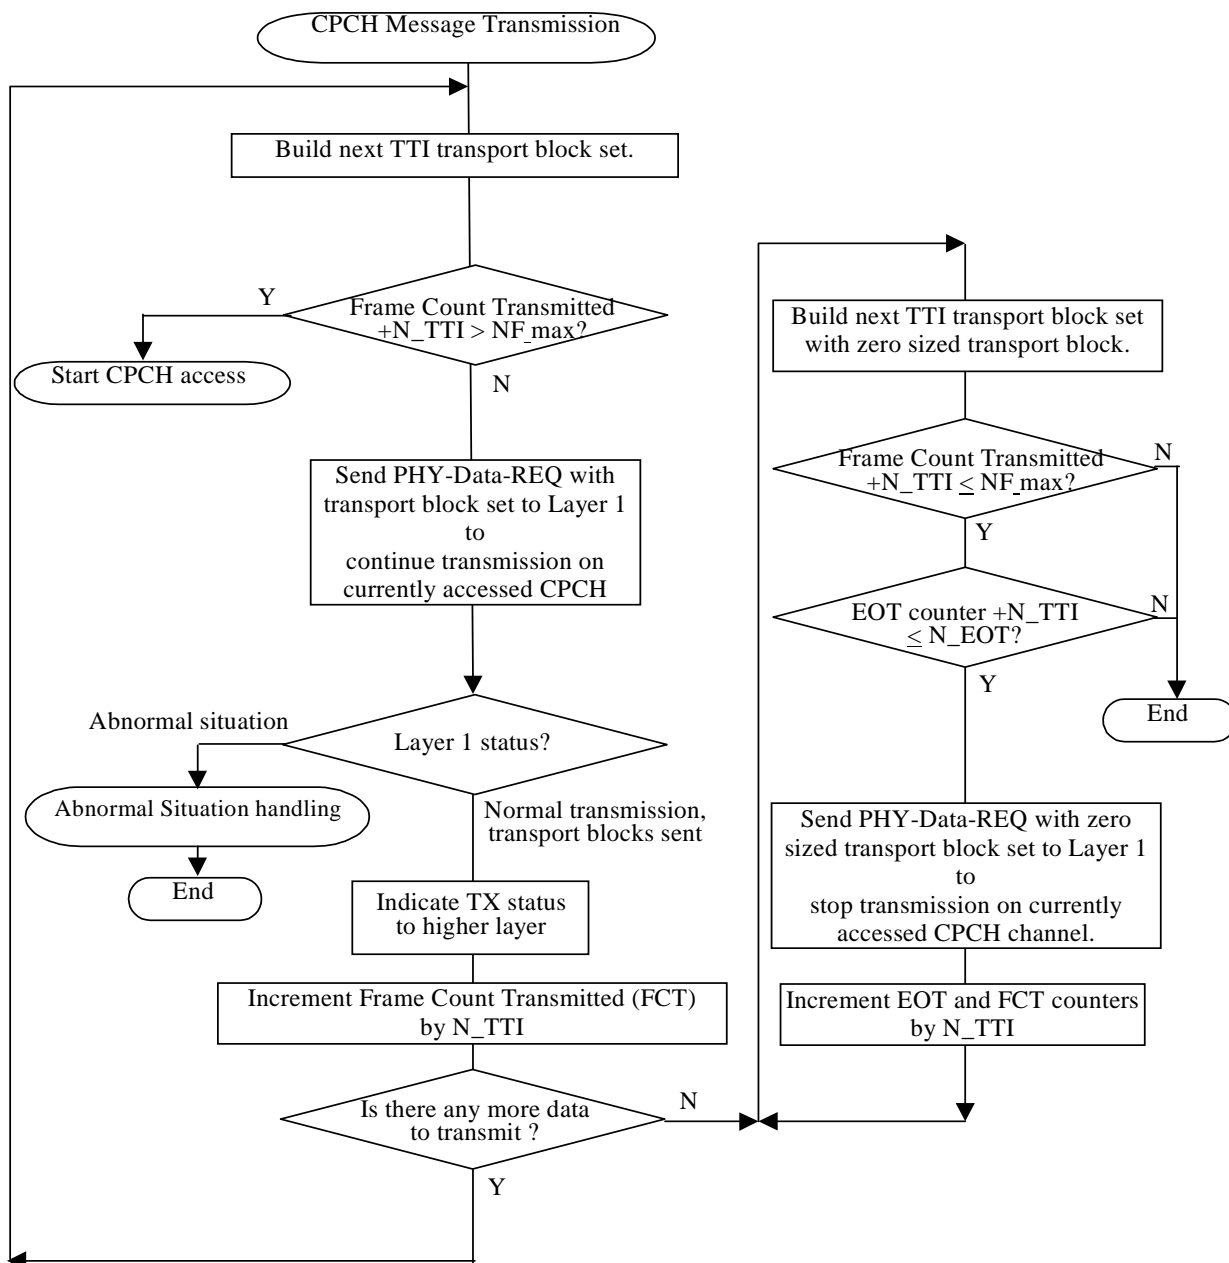 CPCH Message Transmission
Build next TTI transport block set.
Y
Frame Count Transmitted
+N_TTI > NF_max?
Start CPCH access
N
Send PHY-Data-REQ with
transport block set to Layer 1
to
continue transmission on
currently accessed CPCH
Abnormal situation
Layer 1 status?
Abnormal Situation handling
Normal transmission,
transport blocks sent
End
Indicate TX status
to higher layer
Increment Frame Count Transmitted (FCT)
by N_TTI
Is there any more data
to transmit ?
N
Y
Build next TTI transport block set
with zero sized transport block.
Frame Count Transmitted
+N_TTI ≤ NF_max?
N
Y
EOT counter +N_TTI
≤ N_EOT?
N
Y
End
Send PHY-Data-REQ with zero
sized transport block set to Layer 1
to
stop transmission on currently
accessed CPCH channel.
Increment EOT and FCT counters
by N_TTI